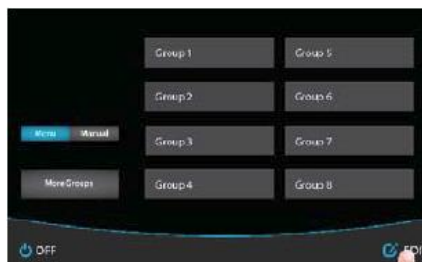 Group 1
Group 5
Group 2
Group 6
Menu
Manual
Group 3
Group 7
More Groups
Group 4
Group 8
OFF
EDI